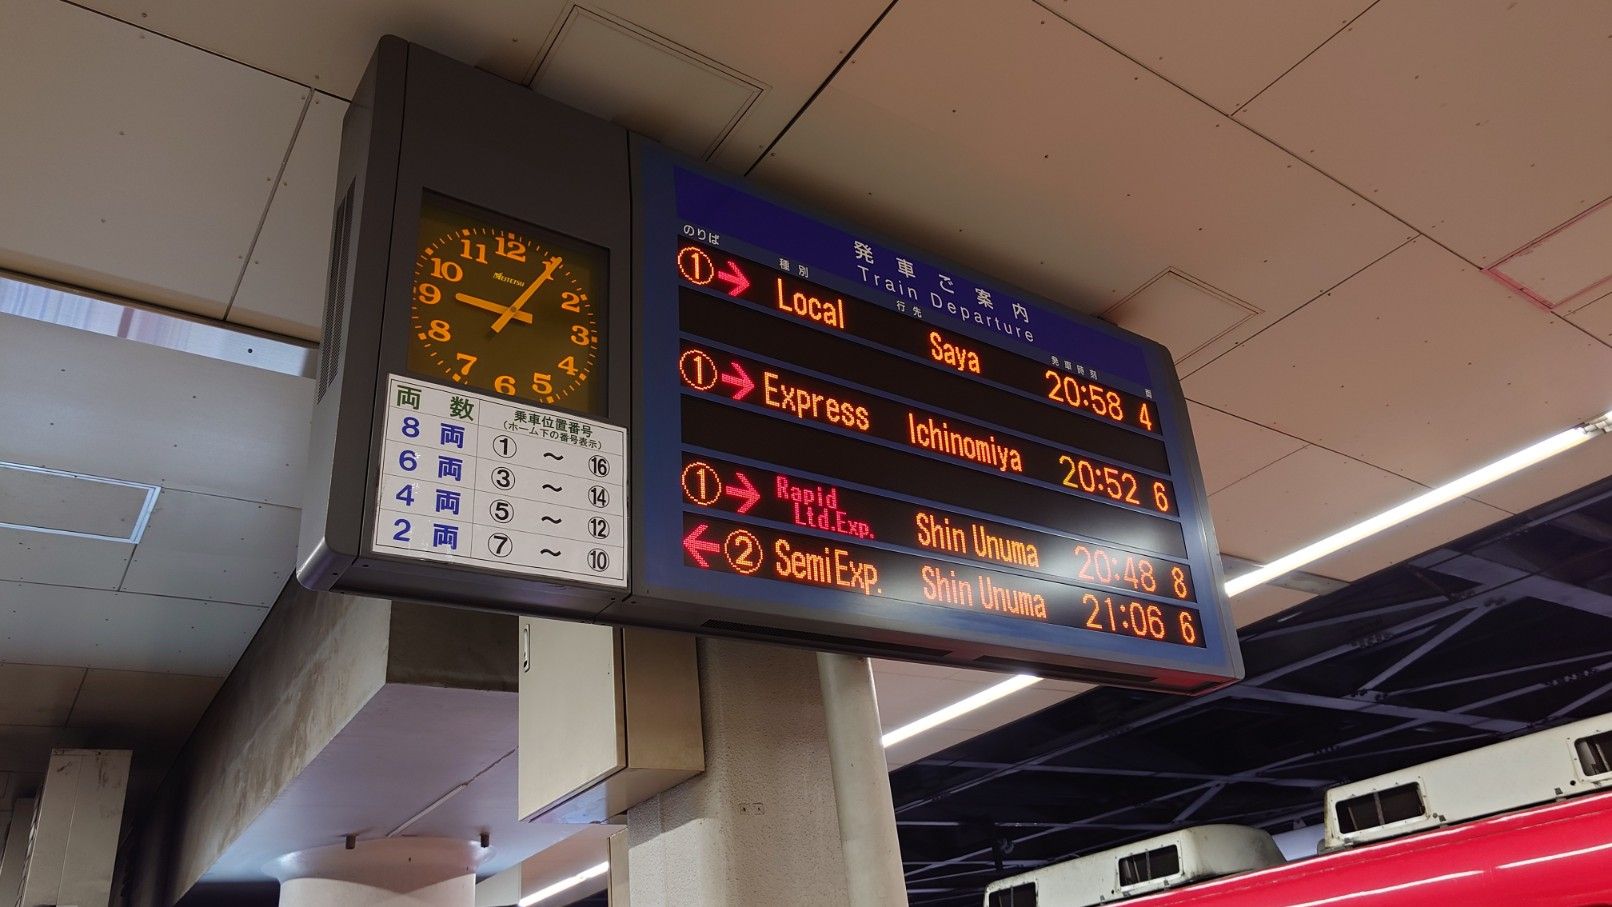 12
11
10
9
8
7
6
5
4
3
2
1
MEITETSU
両 数
乗車位置番号
(ホーム下の番号表示)
8 両 ① ～ ⑯
6 両 ③ ～ ⑭
4 両 ⑤ ～ ⑫
2 両 ⑦ ～ ⑩
発車ご案内
Train Departure
のりば 種別 行先 発車時刻 両
①→ Local Saya 20:58 4
①→ Express Ichinomiya 20:52 6
①→ Rapid Ltd.Exp. Shin Unuma 20:48 8
←② Semi Exp. Shin Unuma 21:06 6